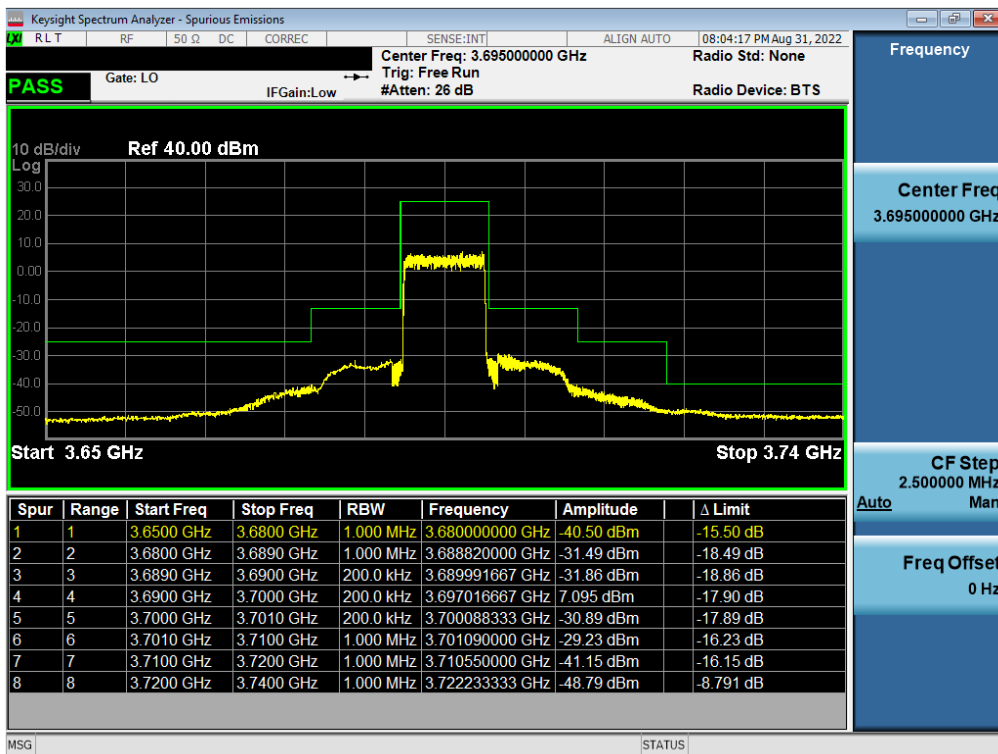 Keysight Spectrum Analyzer - Spurious Emissions
LXI RLT RF 50 Ω DC CORREC SENSE:INT ALIGN AUTO 08:04:17 PM Aug 31, 2022
Center Freq: 3.695000000 GHz Radio Std: None
Gate: LO Trig: Free Run
PASS IFGain:Low #Atten: 26 dB Radio Device: BTS
Frequency
10 dB/div Ref 40.00 dBm
Log
30.0
20.0
10.0
0.00
-10.0
-20.0
-30.0
-40.0
-50.0
Start 3.65 GHz Stop 3.74 GHz
Center Freq
3.695000000 GHz
CF Step
2.500000 MHz
Auto Man
Freq Offset
0 Hz
Spur Range Start Freq Stop Freq RBW Frequency Amplitude Δ Limit
1 1 3.6500 GHz 3.6800 GHz 1.000 MHz 3.680000000 GHz -40.50 dBm -15.50 dB
2 2 3.6800 GHz 3.6890 GHz 1.000 MHz 3.688820000 GHz -31.49 dBm -18.49 dB
3 3 3.6890 GHz 3.6900 GHz 200.0 kHz 3.689991667 GHz -31.86 dBm -18.86 dB
4 4 3.6900 GHz 3.7000 GHz 200.0 kHz 3.697016667 GHz 7.095 dBm -17.90 dB
5 5 3.7000 GHz 3.7010 GHz 200.0 kHz 3.700088333 GHz -30.89 dBm -17.89 dB
6 6 3.7010 GHz 3.7100 GHz 1.000 MHz 3.701090000 GHz -29.23 dBm -16.23 dB
7 7 3.7100 GHz 3.7200 GHz 1.000 MHz 3.710550000 GHz -41.15 dBm -16.15 dB
8 8 3.7200 GHz 3.7400 GHz 1.000 MHz 3.722233333 GHz -48.79 dBm -8.791 dB
MSG STATUS